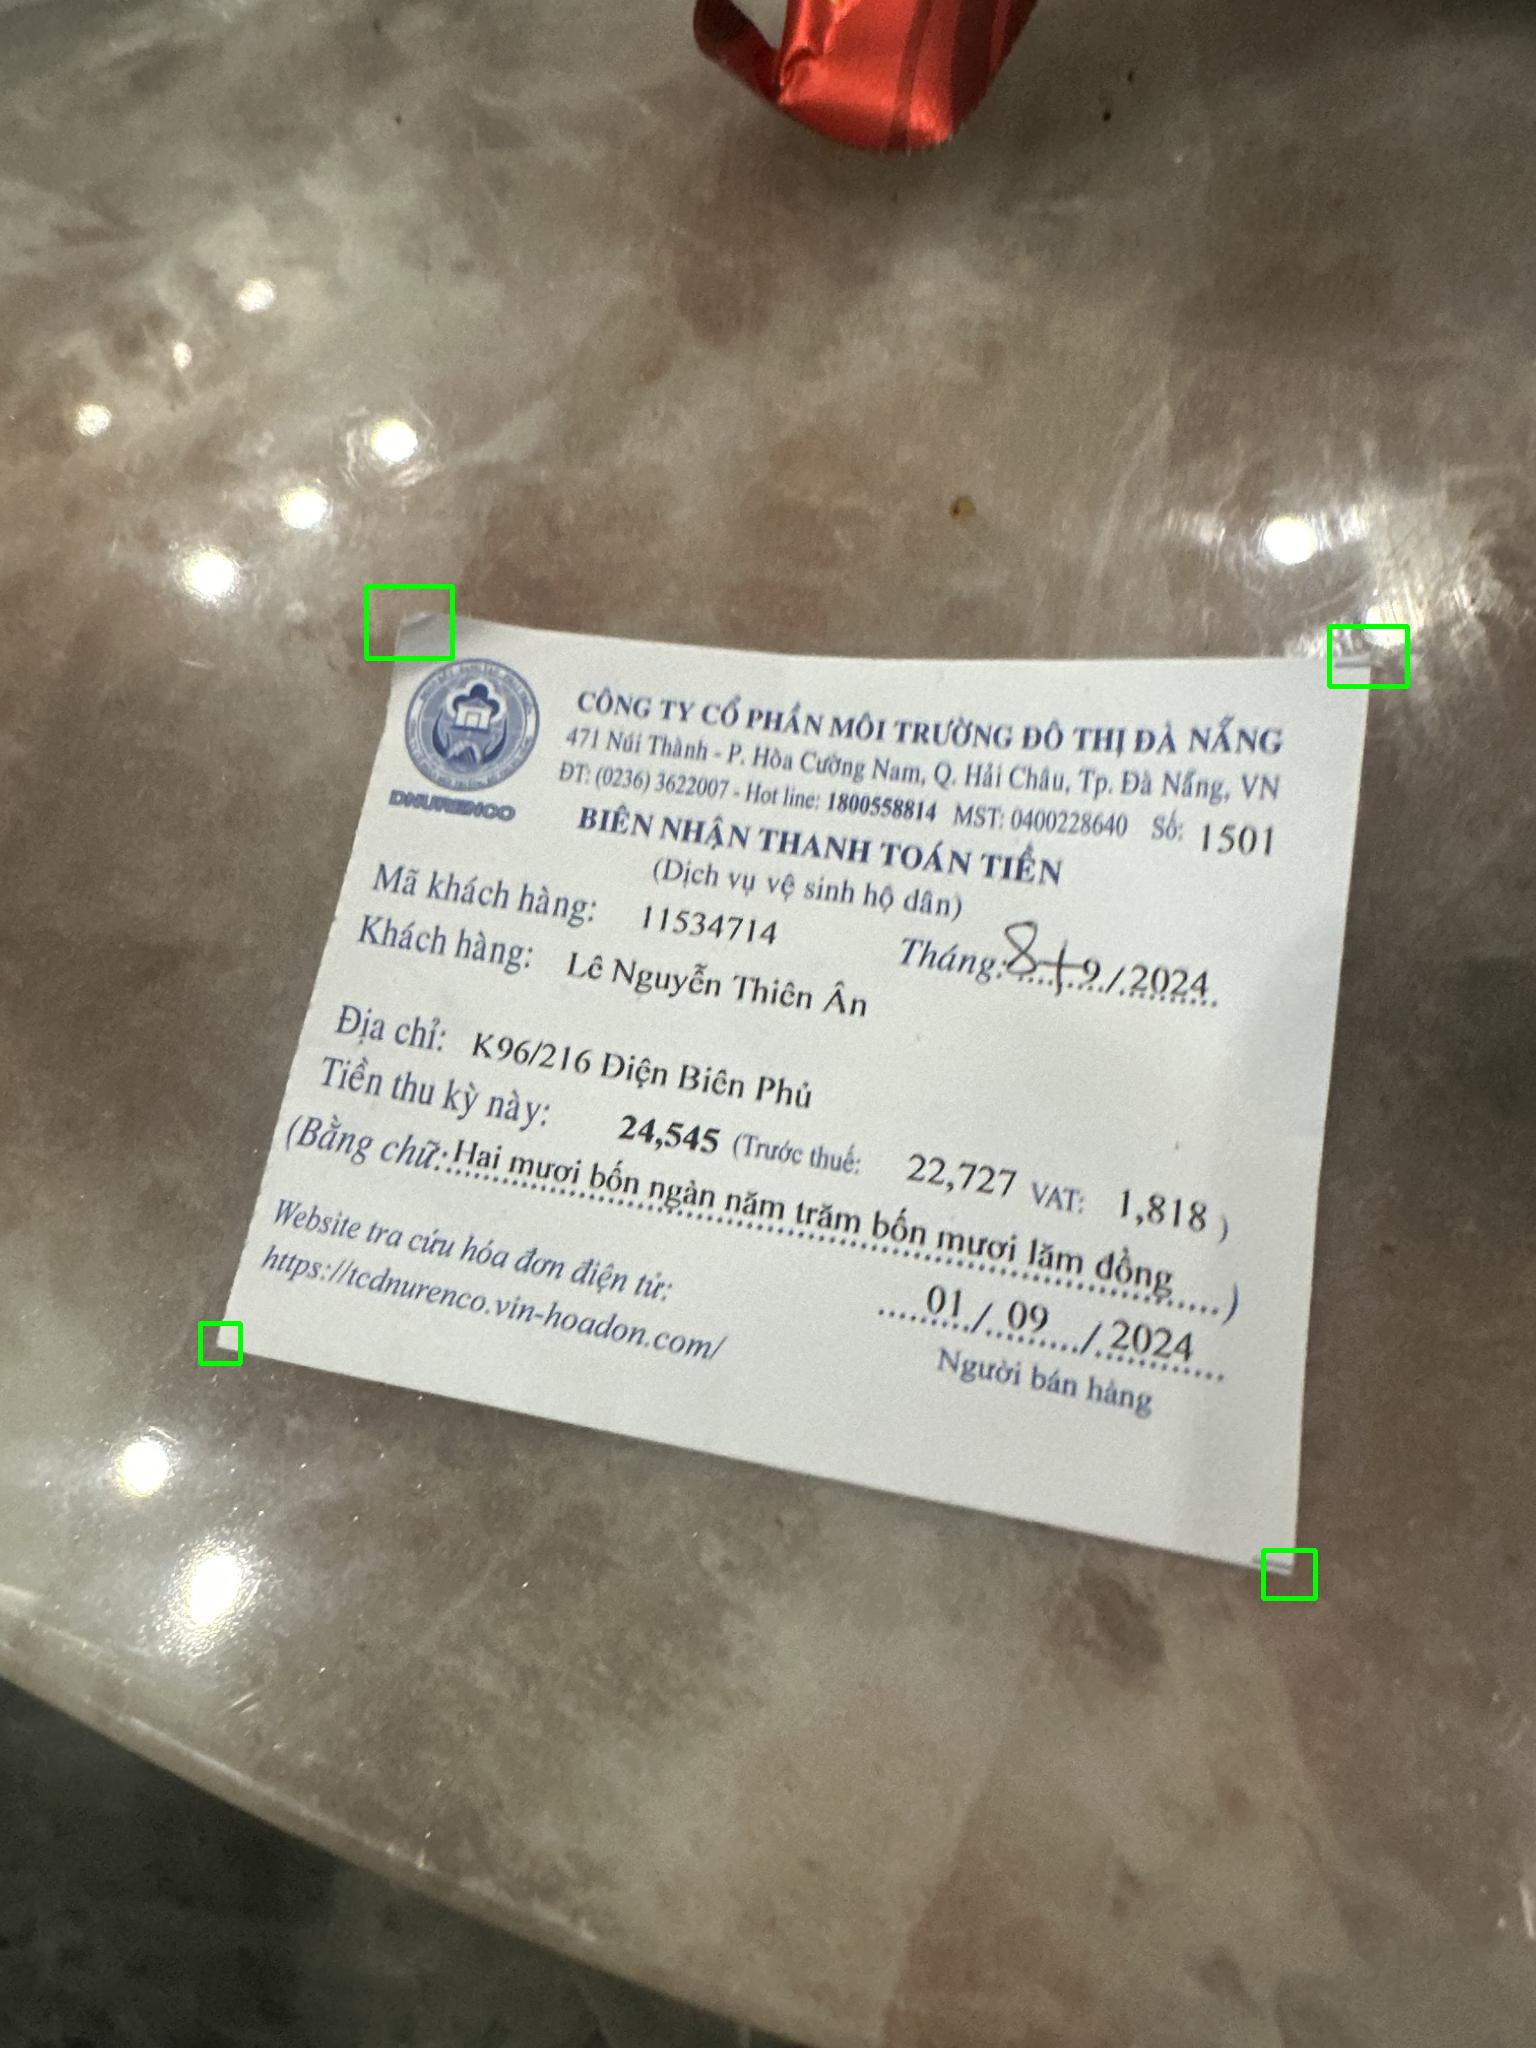 DNURENCO
CÔNG TY CỔ PHẦN MÔI TRƯỜNG ĐÔ THỊ ĐÀ NẴNG
471 Núi Thành - P. Hòa Cường Nam, Q. Hải Châu, Tp. Đà Nẵng, VN
ĐT: (0236) 3622007 - Hot line: 1800558814 MST: 0400228640 Số: 1501
BIÊN NHẬN THANH TOÁN TIỀN
(Dịch vụ vệ sinh hộ dân)
Mã khách hàng: 11534714
Tháng: 8+9/2024
Khách hàng: Lê Nguyễn Thiên Ân
Địa chỉ: K96/216 Điện Biên Phủ
Tiền thu kỳ này: 24,545 (Trước thuế: 22,727 VAT: 1,818 )
(Bằng chữ: Hai mươi bốn ngàn năm trăm bốn mươi lăm đồng ......)
Website tra cứu hóa đơn điện tử:
https://tcdnurenco.vin-hoadon.com/
01 / 09 / 2024
Người bán hàng